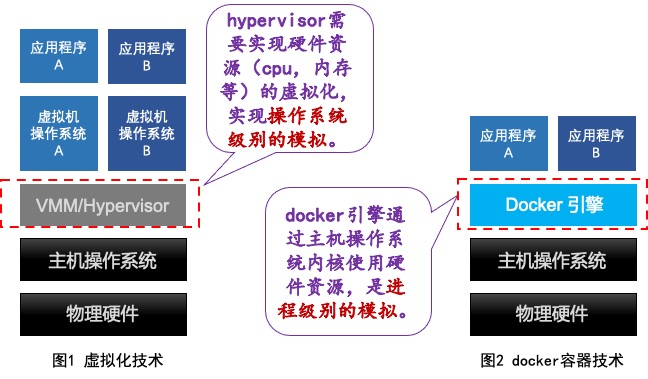 应用程序
A
应用程序
B
虚拟机
操作系统
A
虚拟机
操作系统
B
VMM/Hypervisor
主机操作系统
物理硬件
图1 虚拟化技术
hypervisor需
要实现硬件资
源（cpu，内存
等）的虚拟化，
实现操作系统
级别的模拟。
docker引擎通
过主机操作系
统内核使用硬
件资源，是进
程级别的模拟。
应用程序
A
应用程序
B
Docker 引擎
主机操作系统
物理硬件
图2 docker容器技术